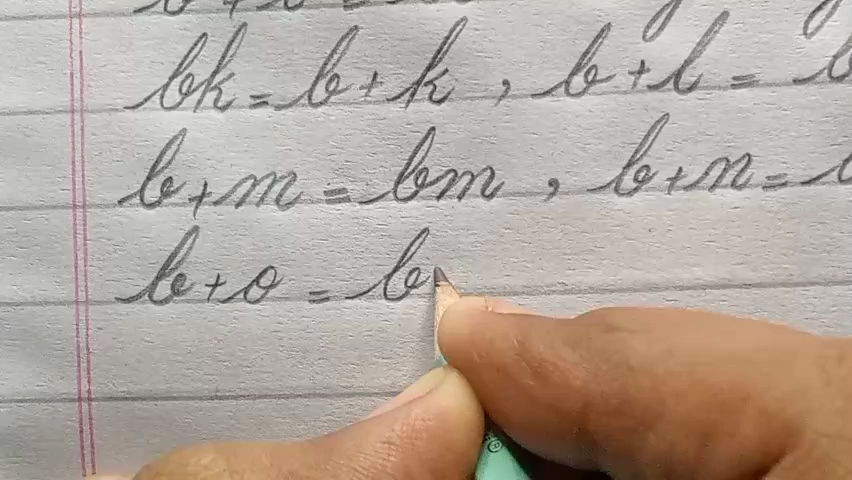 bk = b + k , b + l =
b + m = bm , b + n =
b + o = b